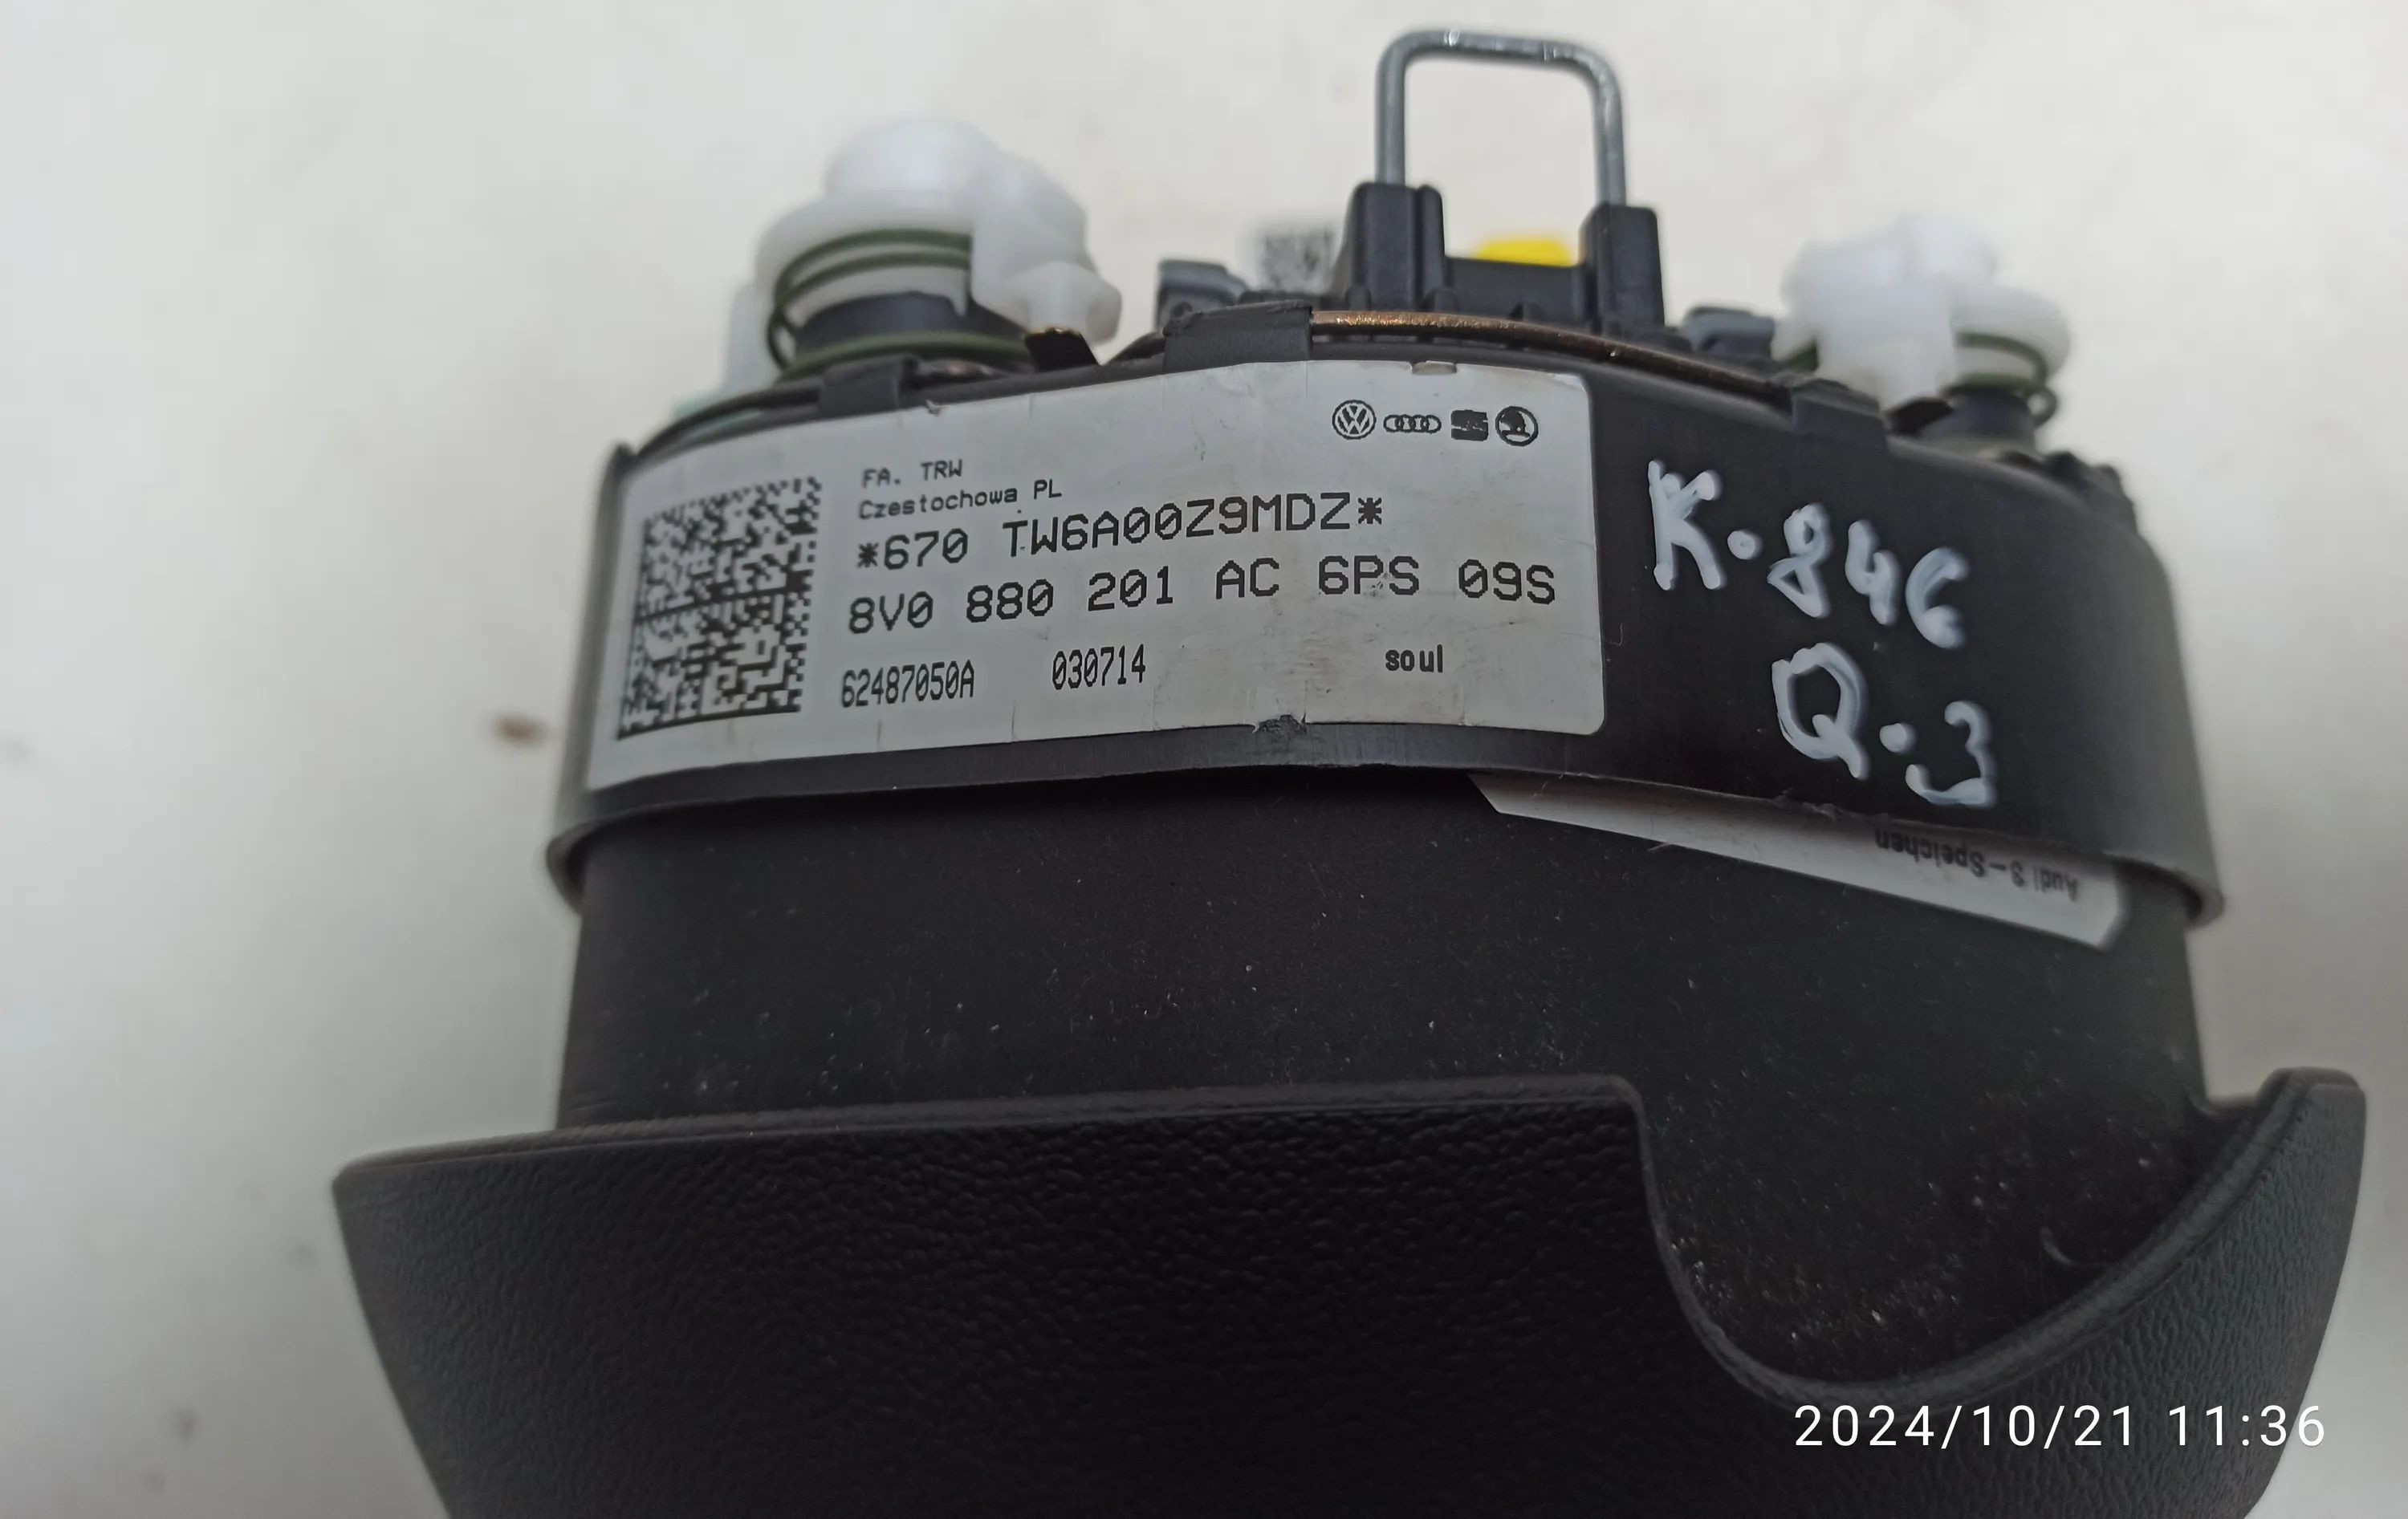 FA. TRW
Czestochowa PL
*670 TW6A00Z9MDZ*
8V0 880 201 AC 6PS 09S
62487050A 030714 soul
K.846
Q.3
Audi 3-Speichen
2024/10/21 11:36